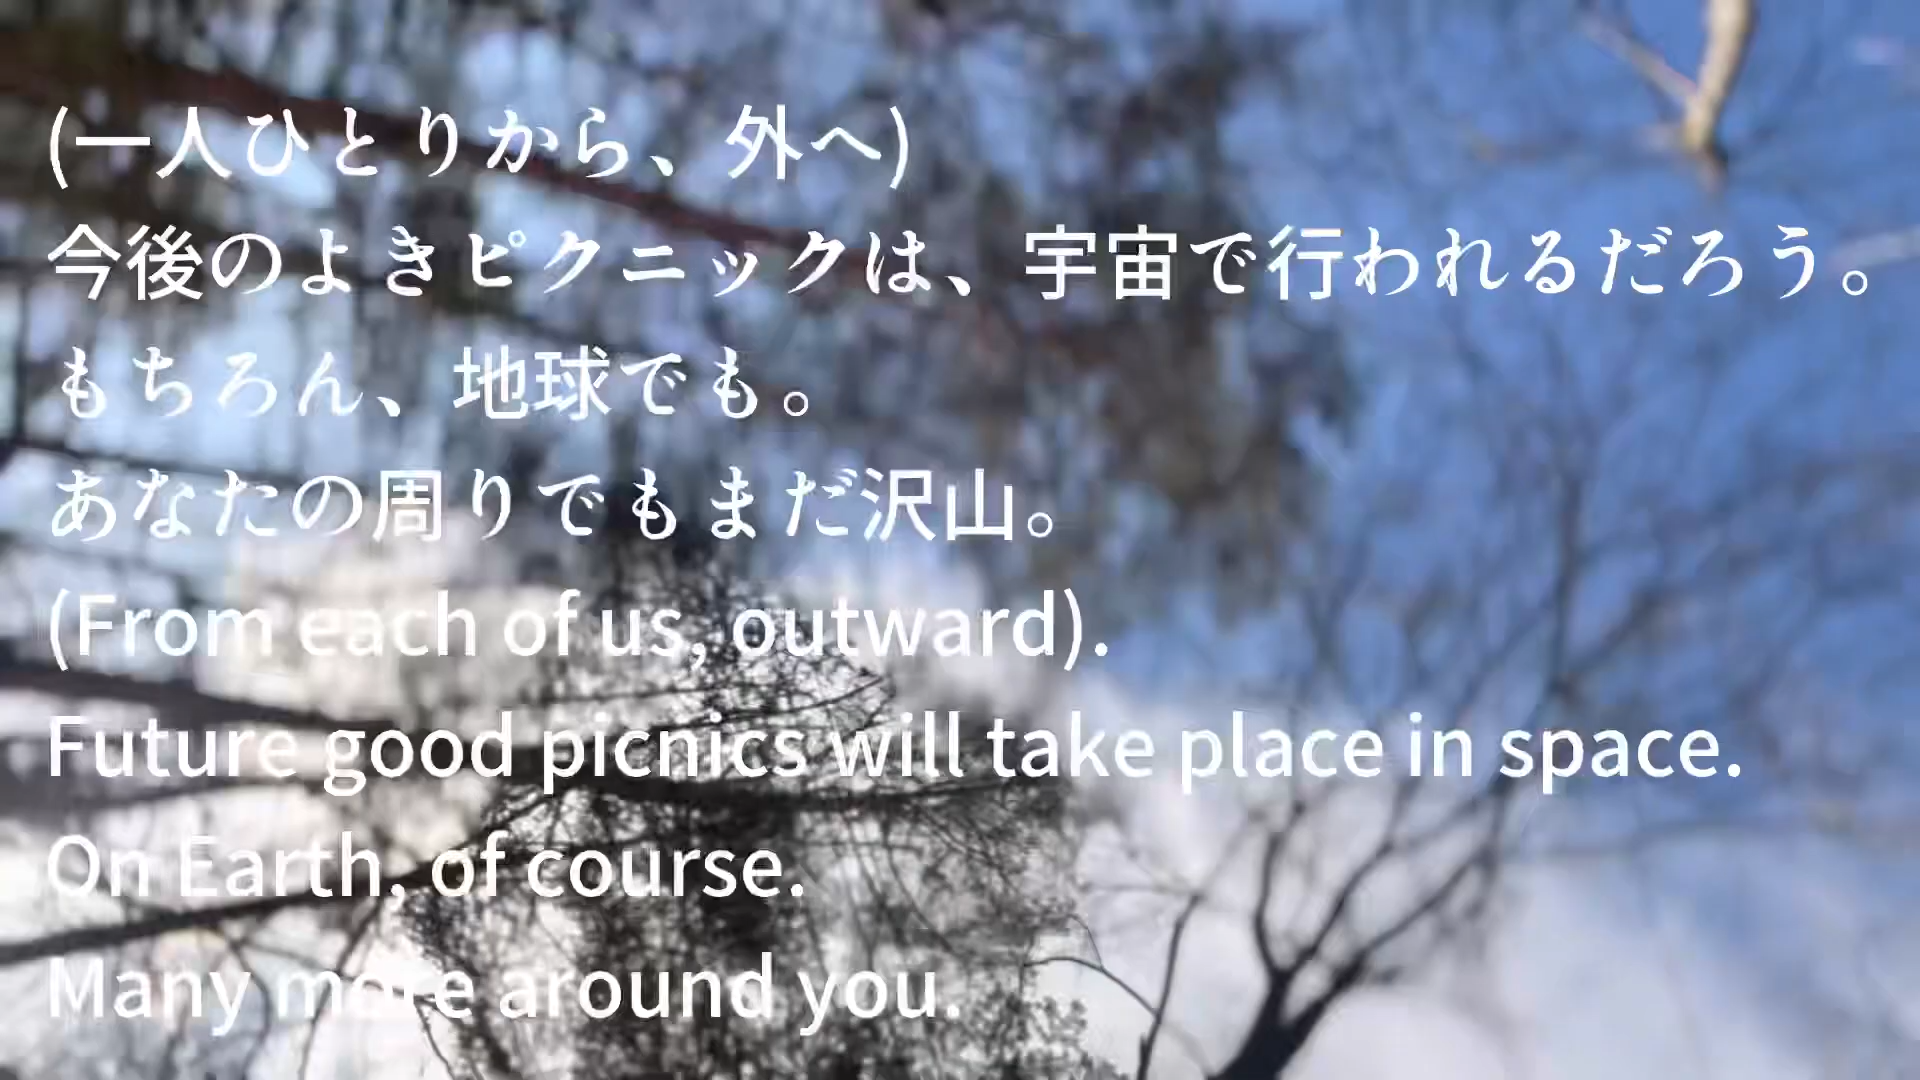 (一人ひとりから、外へ)
今後のよきピクニックは、宇宙で行われるだろう。
もちろん、地球でも。
あなたの周りでもまだ沢山。
(From each of us, outward).
Future good picnics will take place in space.
On Earth, of course.
Many more around you.